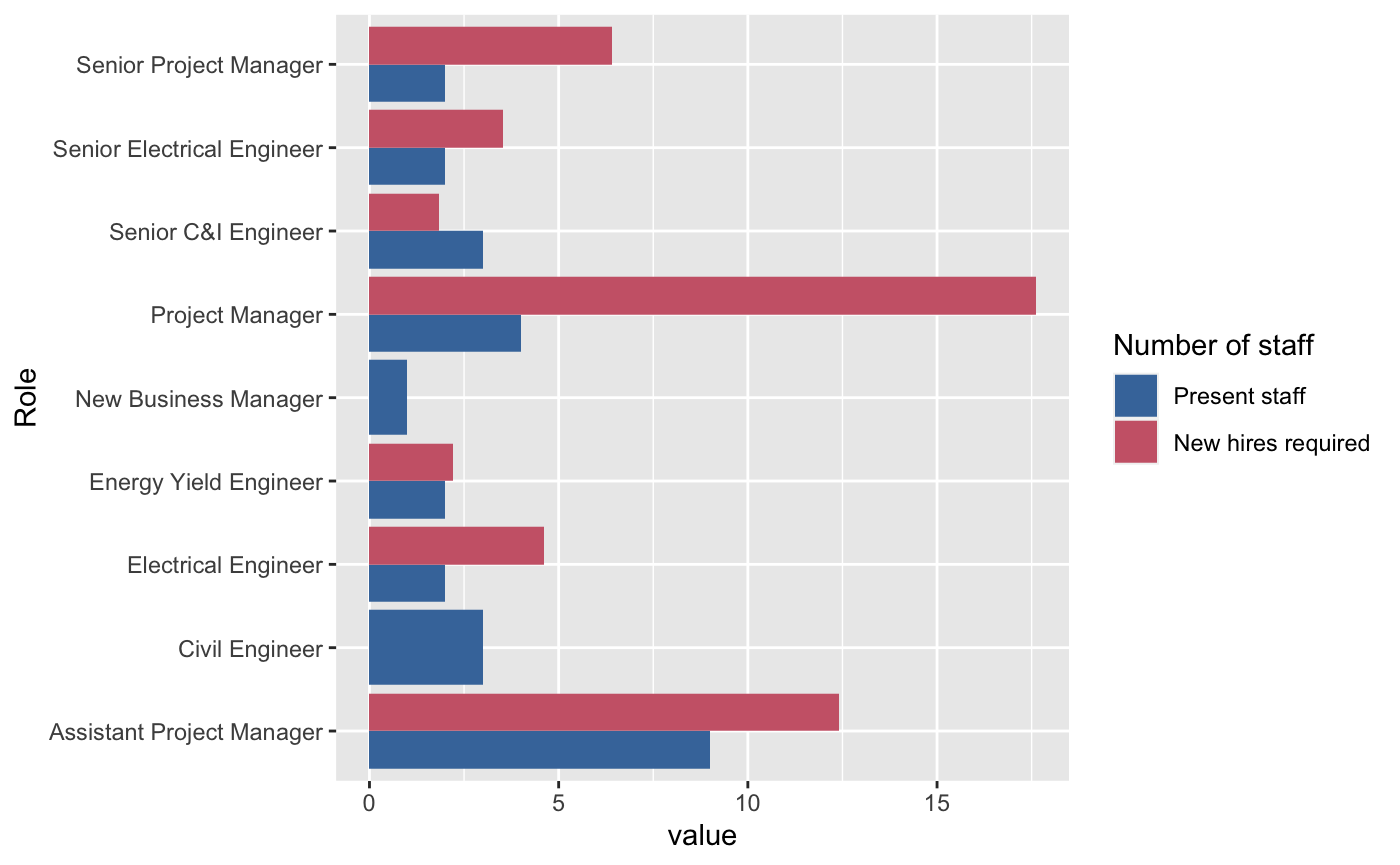 Senior Project Manager
Senior Electrical Engineer
Senior C&I Engineer
Project Manager
New Business Manager
Energy Yield Engineer
Electrical Engineer
Civil Engineer
Assistant Project Manager
Role
0 5 10 15
value
Number of staff
Present staff
New hires required